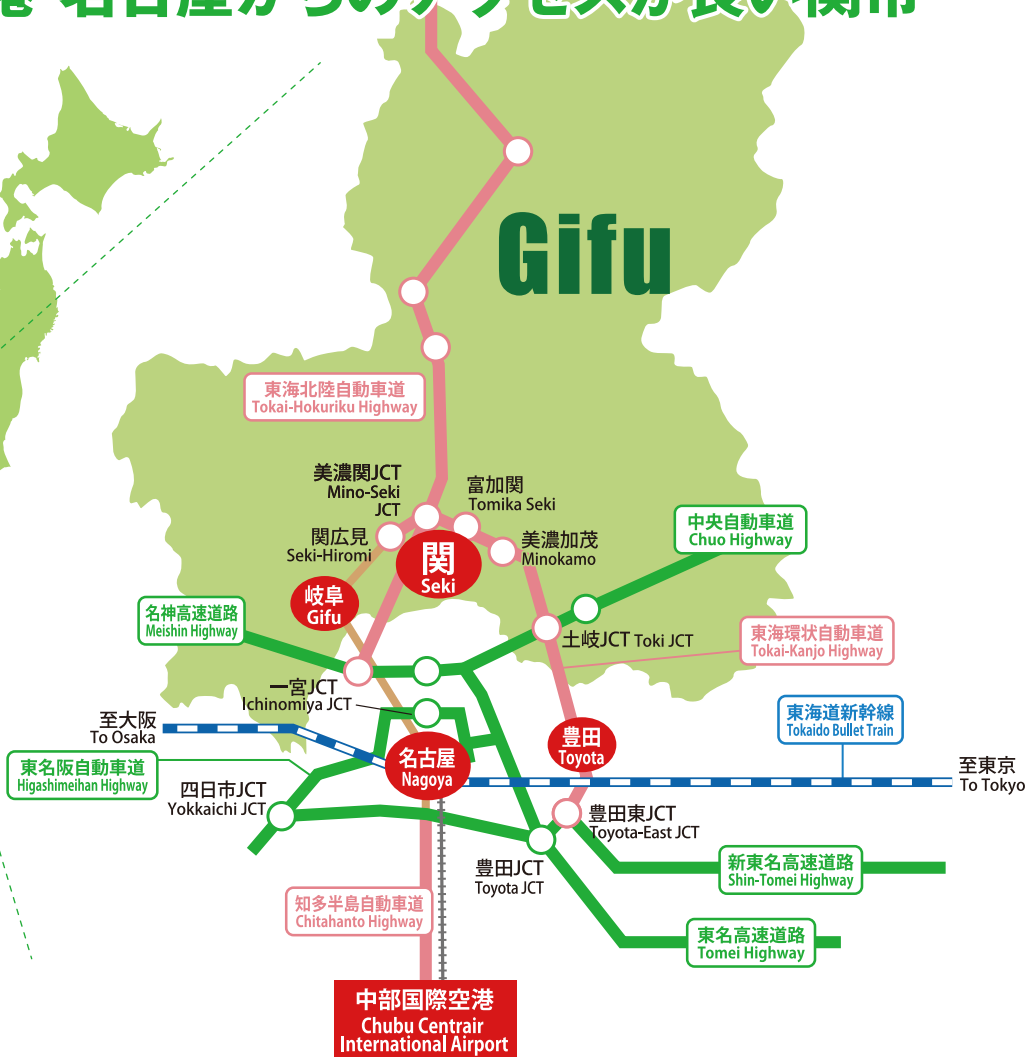 港 名古屋からのアクセスが良い関市
Gifu
東海北陸自動車道
Tokai-Hokuriku Highway
美濃関JCT
Mino-Seki
JCT
富加関
Tomika Seki
関広見
Seki-Hiromi
関
Seki
美濃加茂
Minokamo
中央自動車道
Chuo Highway
岐阜
Gifu
名神高速道路
Meishin Highway
土岐JCT Toki JCT
東海環状自動車道
Tokai-Kanjo Highway
一宮JCT
Ichinomiya JCT
至大阪
To Osaka
東海道新幹線
Tokaido Bullet Train
豊田
Toyota
名古屋
Nagoya
東名阪自動車道
Higashimeihan Highway
至東京
To Tokyo
四日市JCT
Yokkaichi JCT
豊田東JCT
Toyota-East JCT
豊田JCT
Toyota JCT
新東名高速道路
Shin-Tomei Highway
知多半島自動車道
Chitahanto Highway
東名高速道路
Tomei Highway
中部国際空港
Chubu Centrair
International Airport